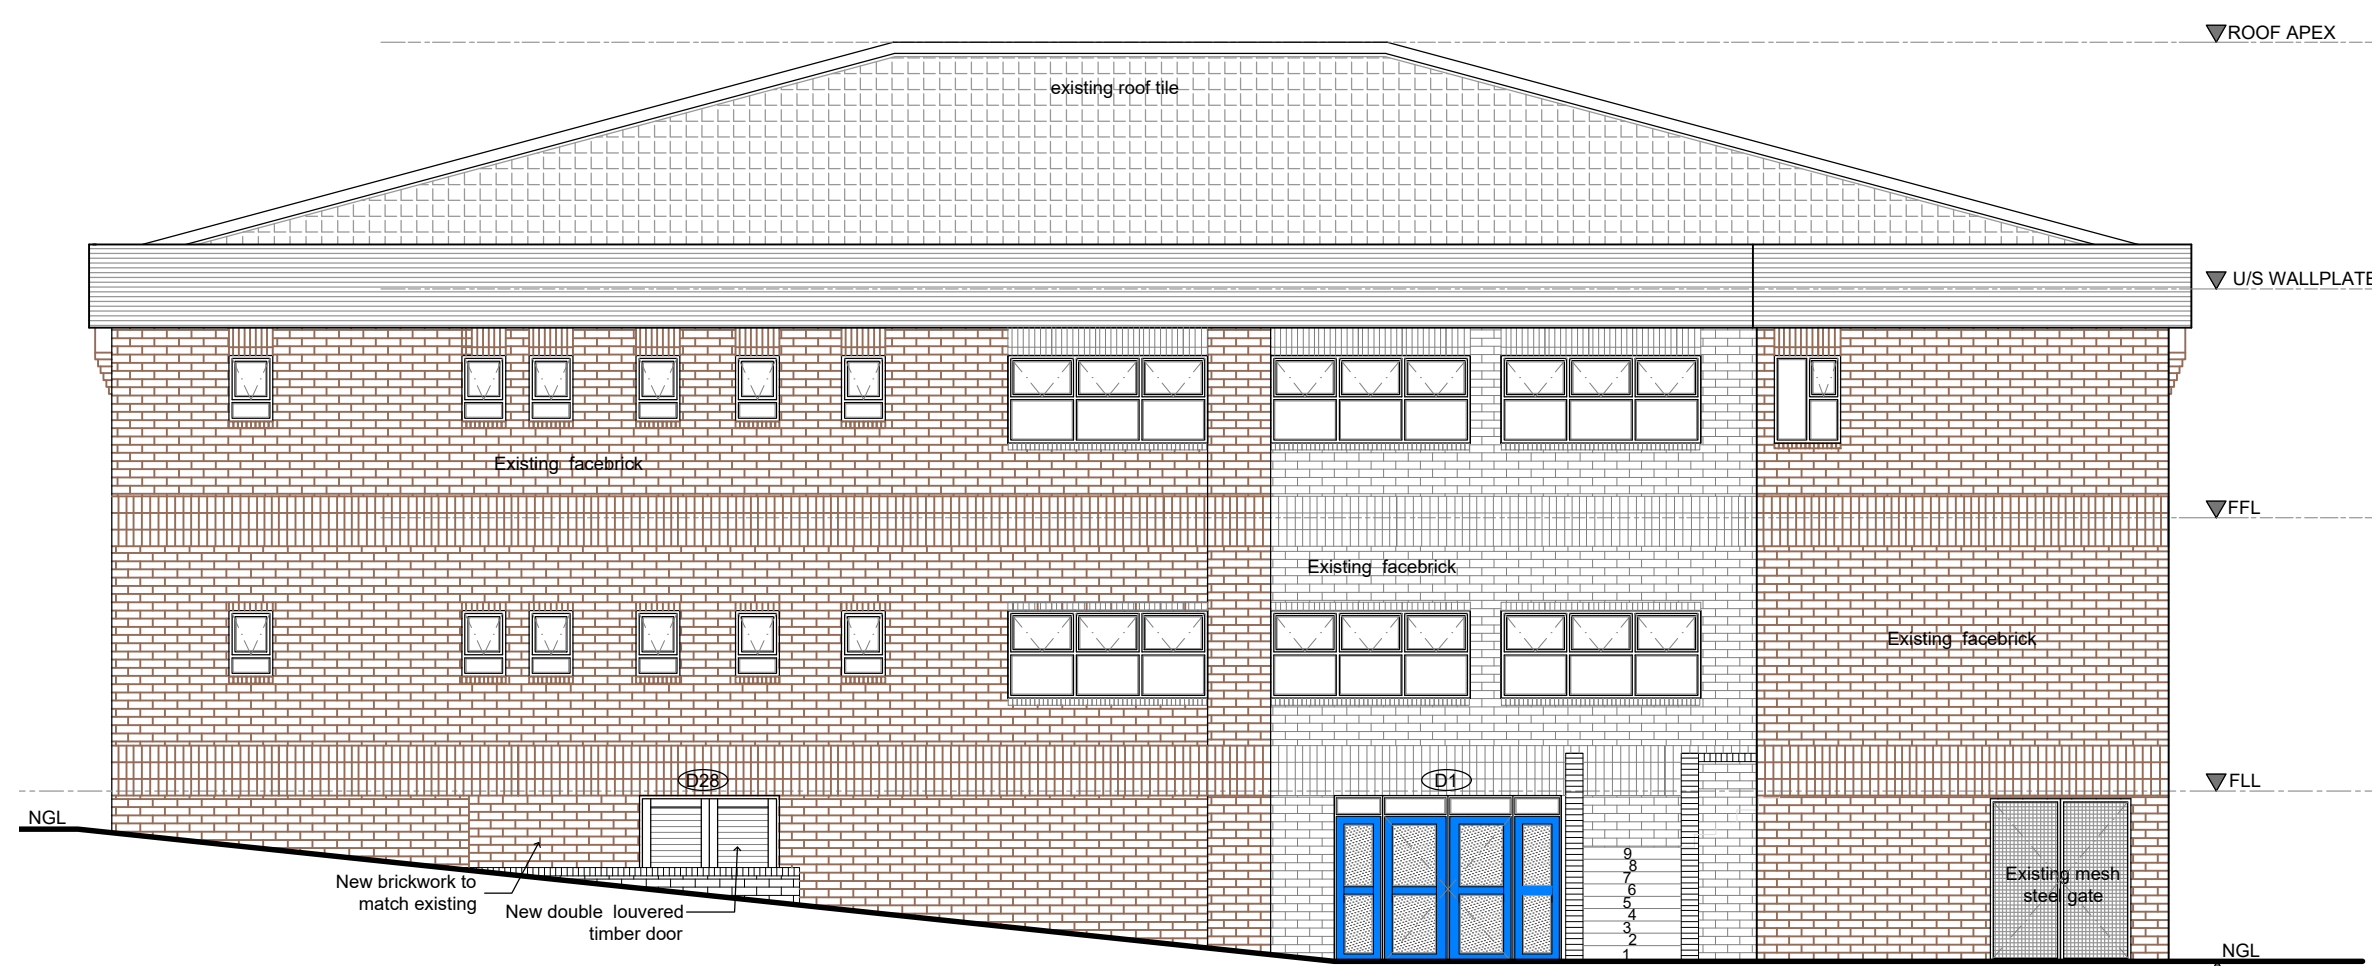 ROOF APEX
existing roof tile
U/S WALLPLATE
Existing facebrick
FFL
Existing facebrick
Existing facebrick
D28
D1
FLL
NGL
New brickwork to
match existing
New double louvered
timber door
9
8
7
6
5
4
3
2
1
Existing mesh
steel gate
NGL